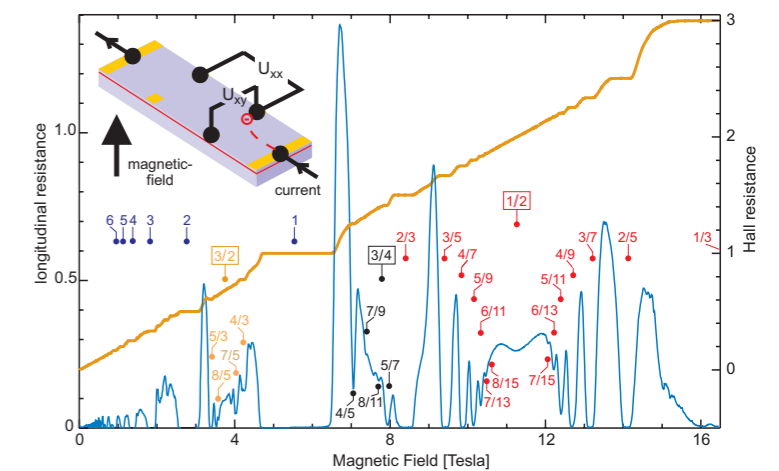 3
U
xx
U
xy
1.0
magnetic-
field
current
2
longitudinal resistance
Hall resistance
6 5 4 3 2 1
1/2
2/3 3/5 4/9 3/7 2/5 1/3
1
3/2
3/4
4/7
5/9
5/11
0.5
7/9
6/11
6/13
4/3
5/3
7/5
8/5
5/7
4/5
8/11
8/15
7/15
7/13
0
0
0 4 8 12 16
Magnetic Field [Tesla]